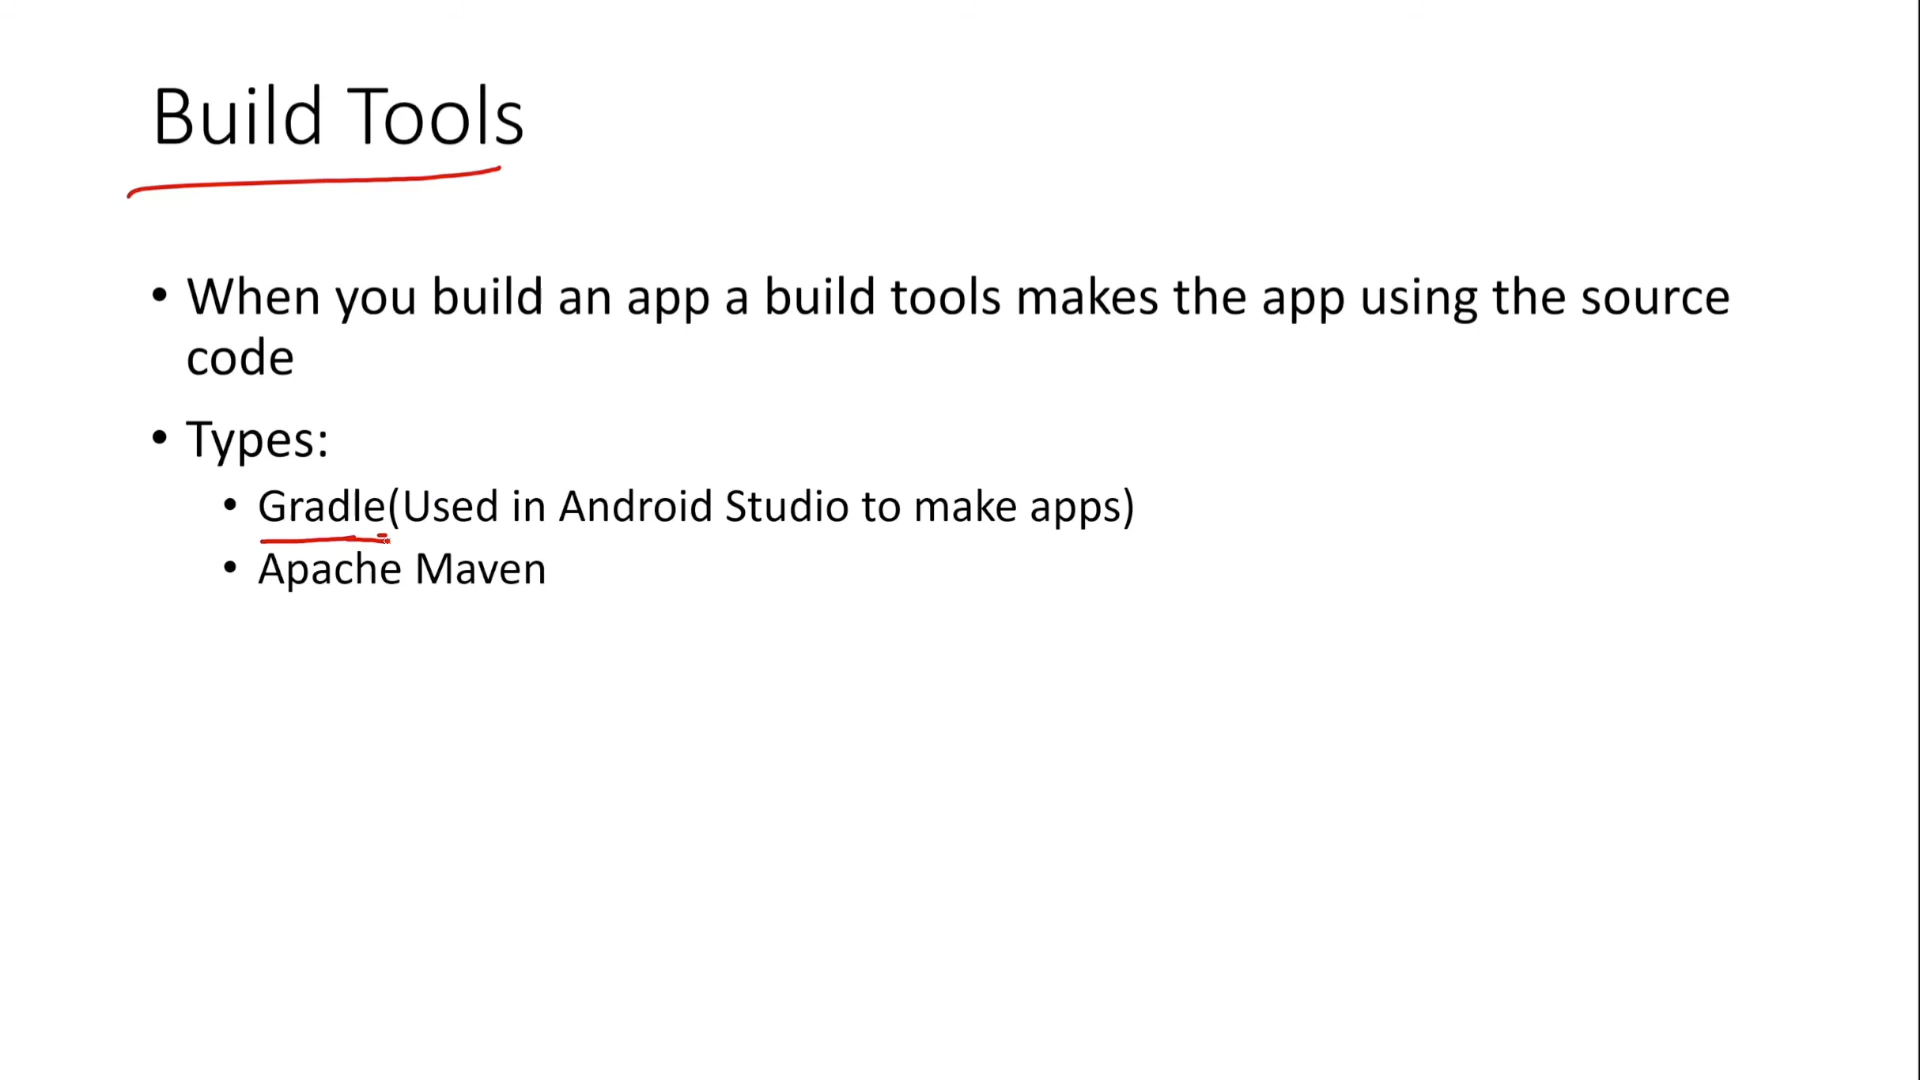 Build Tools
• When you build an app a build tools makes the app using the source
code
• Types:
• Gradle(Used in Android Studio to make apps)
• Apache Maven